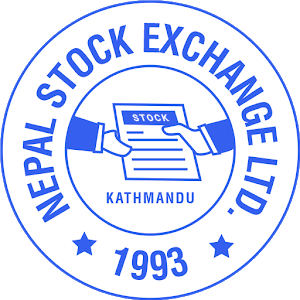 NEPAL STOCK EXCHANGE LTD.
STOCK
KATHMANDU
1993